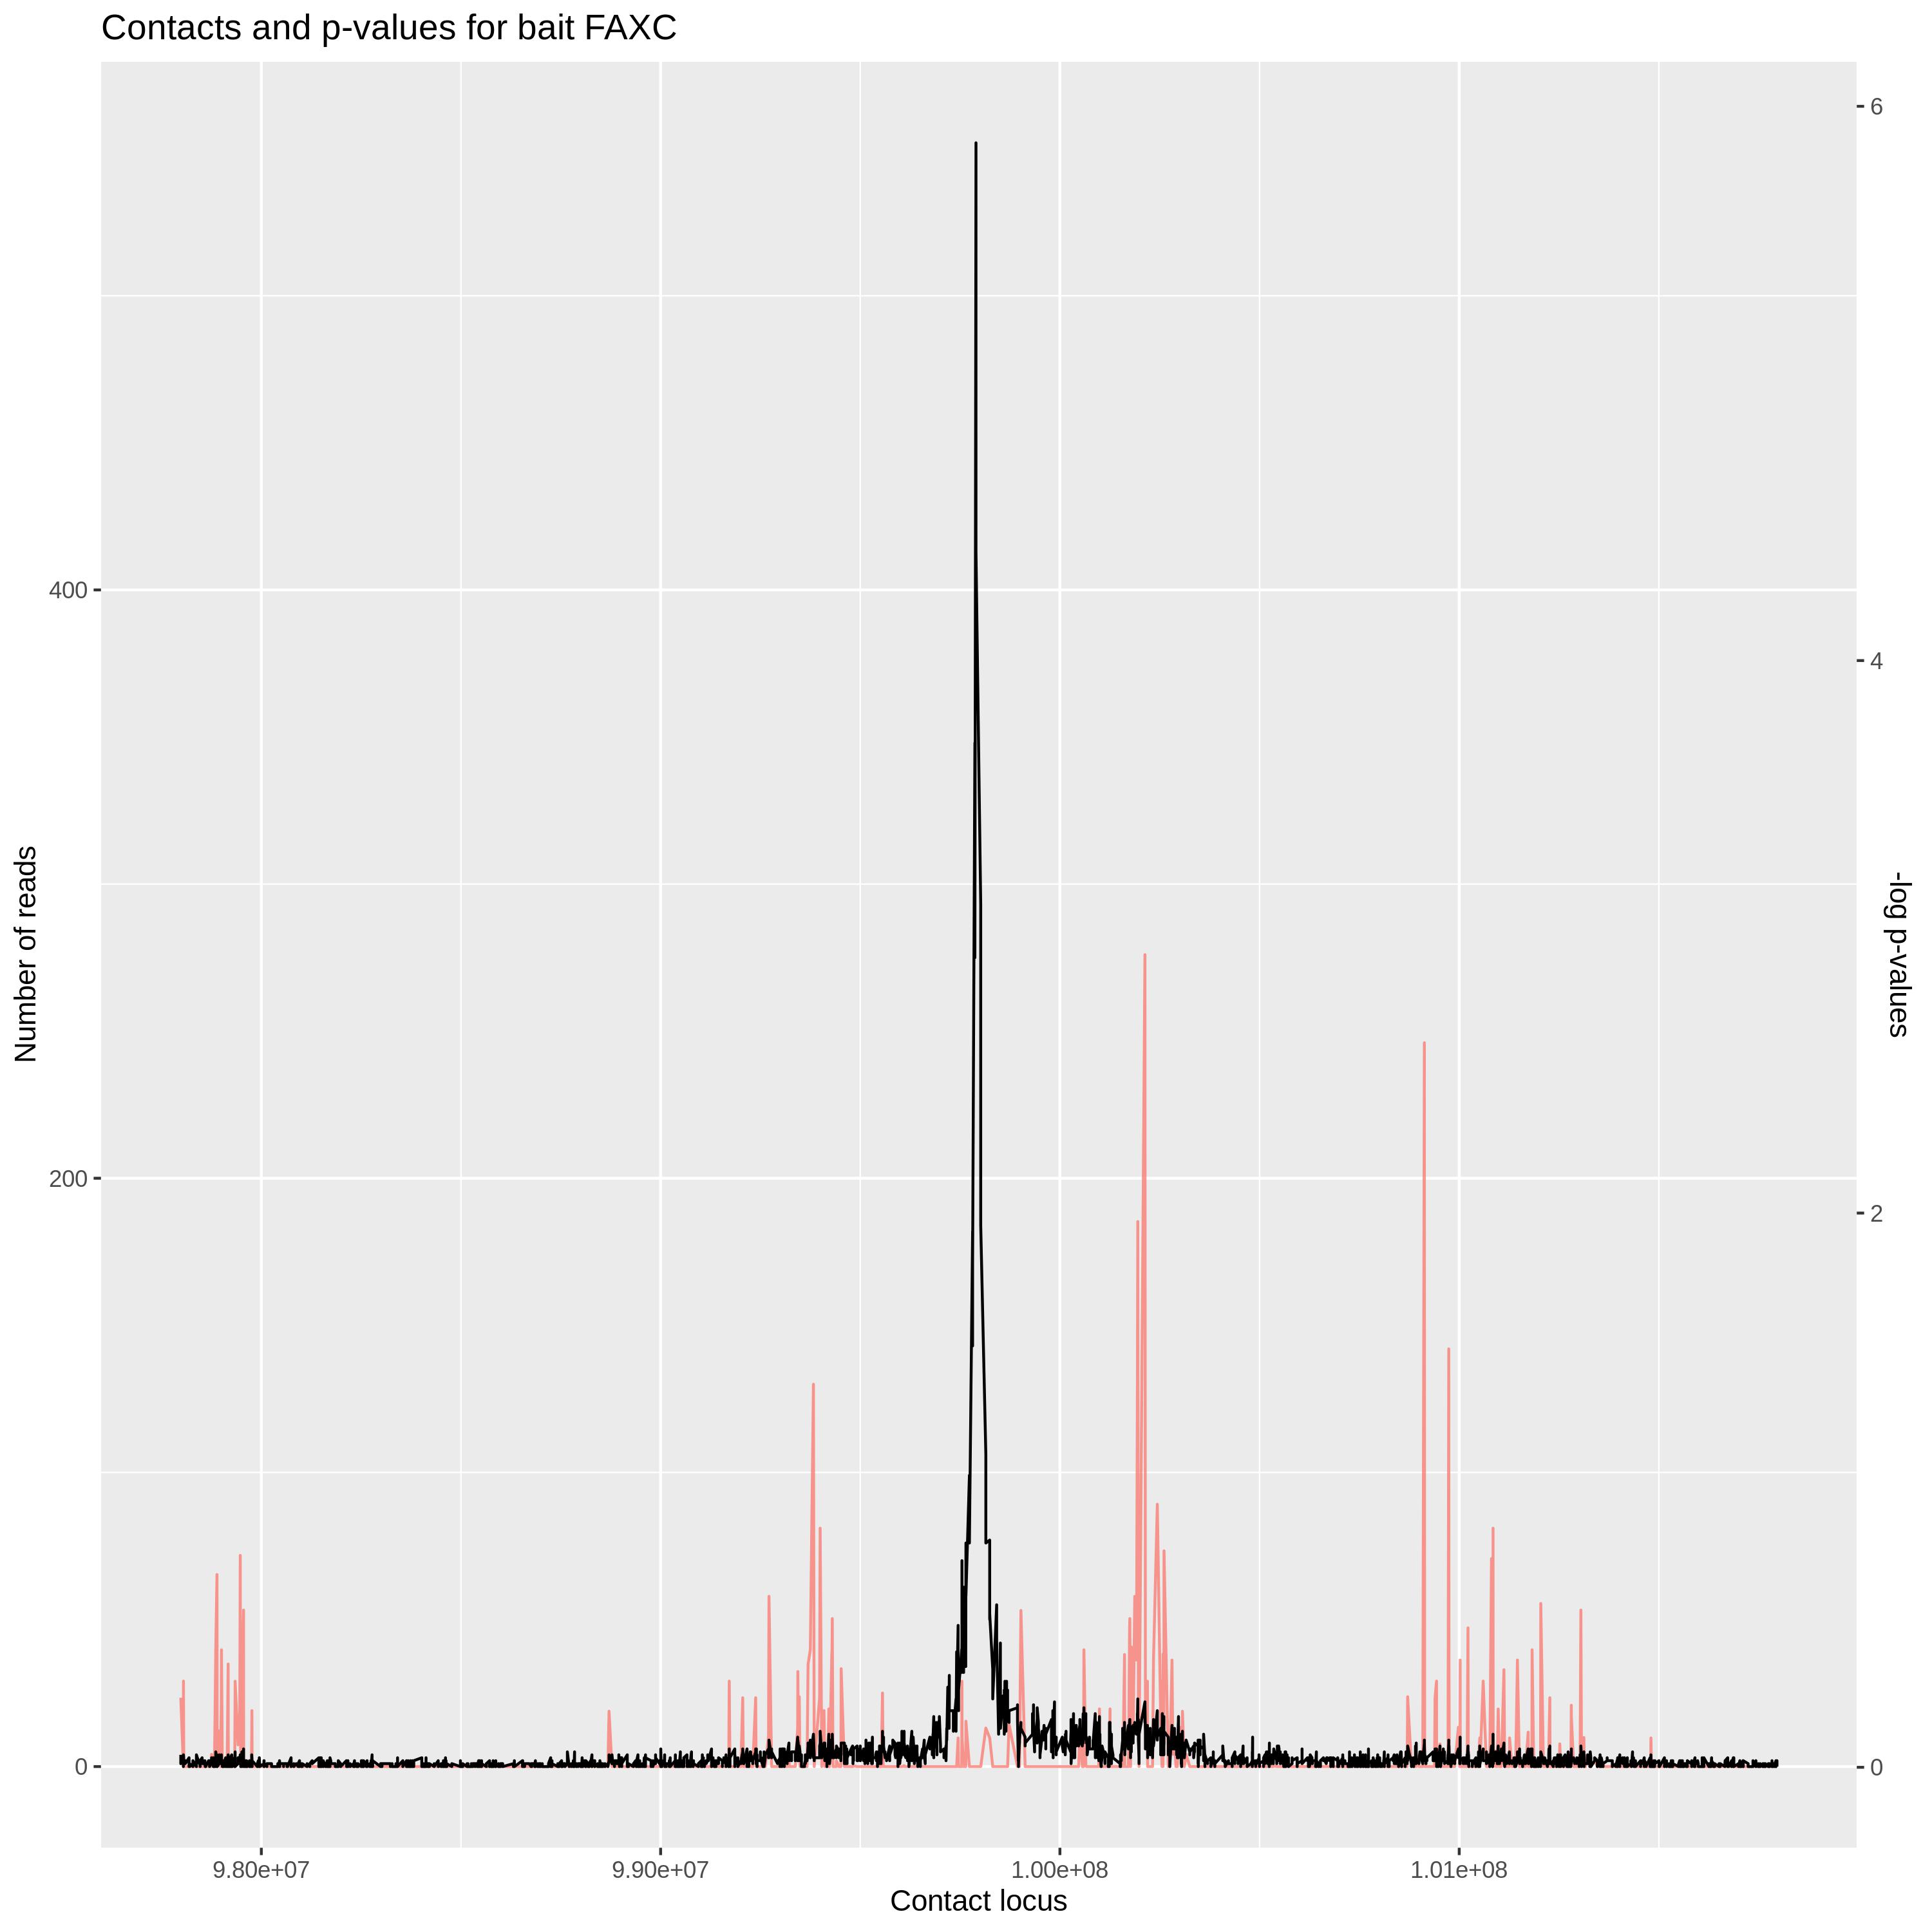 Contacts and p-values for bait FAXC
Number of reads
400
200
0
6
4
2
0
-log p-values
9.80e+07
9.90e+07
1.00e+08
1.01e+08
Contact locus